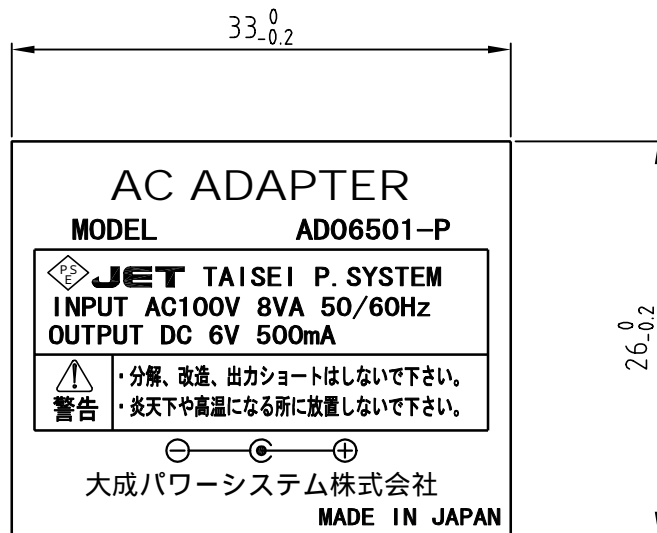 33 0 -0.2
AC ADAPTER
MODEL AD06501-P
PSE JET TAISEI P.SYSTEM
INPUT AC100V 8VA 50/60Hz
OUTPUT DC 6V 500mA
警告
・分解、改造、出力ショートはしないで下さい。
・炎天下や高温になる所に放置しないで下さい。
大成パワーシステム株式会社
MADE IN JAPAN
26 0 -0.2